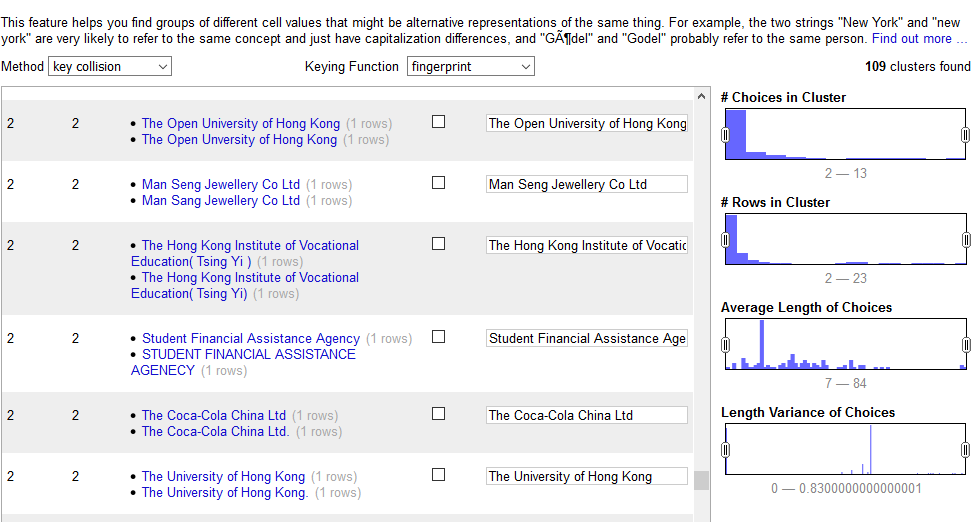 This feature helps you find groups of different cell values that might be alternative representations of the same thing. For example, the two strings "New York" and "new
york" are very likely to refer to the same concept and just have capitalization differences, and "GÃ¶del" and "Godel" probably refer to the same person. Find out more ...
Method key collision Keying Function fingerprint 109 clusters found
2 2 • The Open University of Hong Kong (1 rows) The Open University of Hong Kong
• The Open Unversity of Hong Kong (1 rows)
2 2 • Man Seng Jewellery Co Ltd (1 rows) Man Seng Jewellery Co Ltd
• Man Sang Jewellery Co Ltd (1 rows)
2 2 • The Hong Kong Institute of Vocational The Hong Kong Institute of Vocatic
Education( Tsing Yi ) (1 rows)
• The Hong Kong Institute of Vocational
Education( Tsing Yi) (1 rows)
2 2 • Student Financial Assistance Agency (1 rows) Student Financial Assistance Age
• STUDENT FINANCIAL ASSISTANCE
AGENECY (1 rows)
2 2 • The Coca-Cola China Ltd (1 rows) The Coca-Cola China Ltd
• The Coca-Cola China Ltd. (1 rows)
2 2 • The University of Hong Kong (1 rows) The University of Hong Kong
• The University of Hong Kong. (1 rows)
# Choices in Cluster
2 — 13
# Rows in Cluster
2 — 23
Average Length of Choices
7 — 84
Length Variance of Choices
0 — 0.8300000000000001